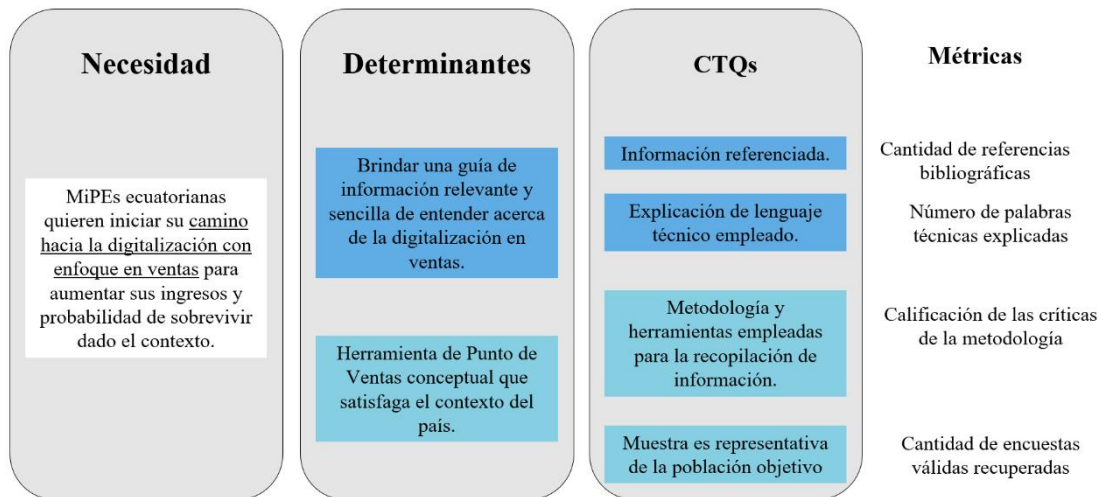 Necesidad
MiPEs ecuatorianas
quieren iniciar su camino
hacia la digitalización con
enfoque en ventas para
aumentar sus ingresos y
probabilidad de sobrevivir
dado el contexto.
Determinantes
Brindar una guía de
información relevante y
sencilla de entender acerca
de la digitalización en
ventas.
Herramienta de Punto de
Ventas conceptual que
satisfaga el contexto del
país.
CTQs
Información referenciada.
Explicación de lenguaje
técnico empleado.
Metodología y
herramientas empleadas
para la recopilación de
información.
Muestra es representativa
de la población objetivo
Métricas
Cantidad de referencias
bibliográficas
Número de palabras
técnicas explicadas
Calificación de las críticas
de la metodología
Cantidad de encuestas
válidas recuperadas